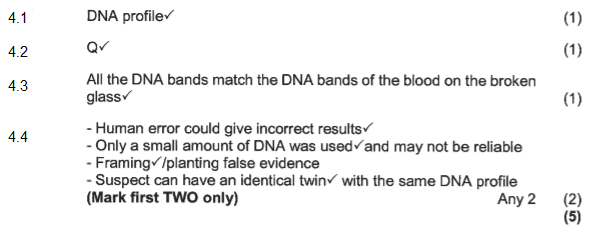 4.1 DNA profile✓ (1)
4.2 Q✓ (1)
4.3 All the DNA bands match the DNA bands of the blood on the broken
glass✓ (1)
4.4 - Human error could give incorrect results✓
- Only a small amount of DNA was used✓and may not be reliable
- Framing✓/planting false evidence
- Suspect can have an identical twin✓ with the same DNA profile
(Mark first TWO only) Any 2 (2)
(5)